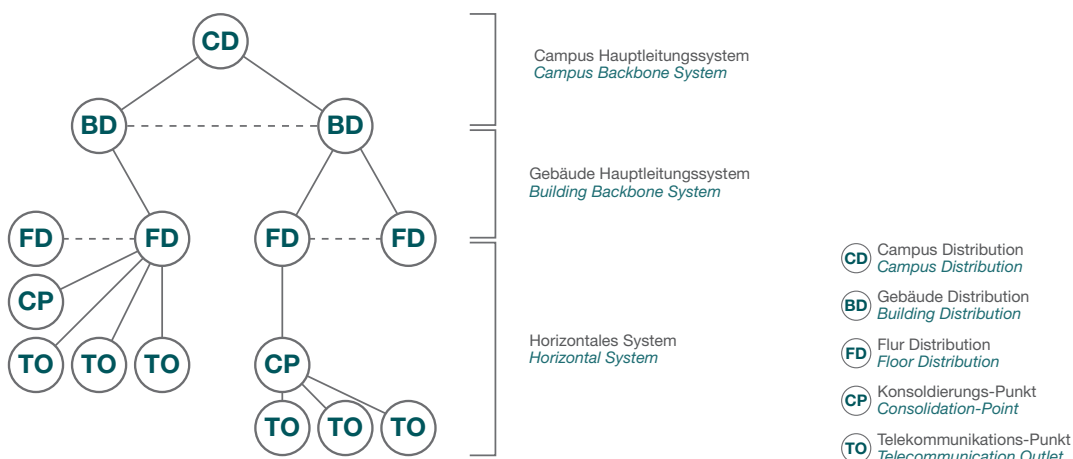 CD
Campus Hauptleitungssystem
Campus Backbone System
BD BD
Gebäude Hauptleitungssystem
Building Backbone System
FD FD FD FD
CP
TO TO TO CP
TO TO TO
Horizontales System
Horizontal System
CD Campus Distribution
Campus Distribution
BD Gebäude Distribution
Building Distribution
FD Flur Distribution
Floor Distribution
CP Konsoldierungs-Punkt
Consolidation-Point
TO Telekommunikations-Punkt
Telecommunication Outlet